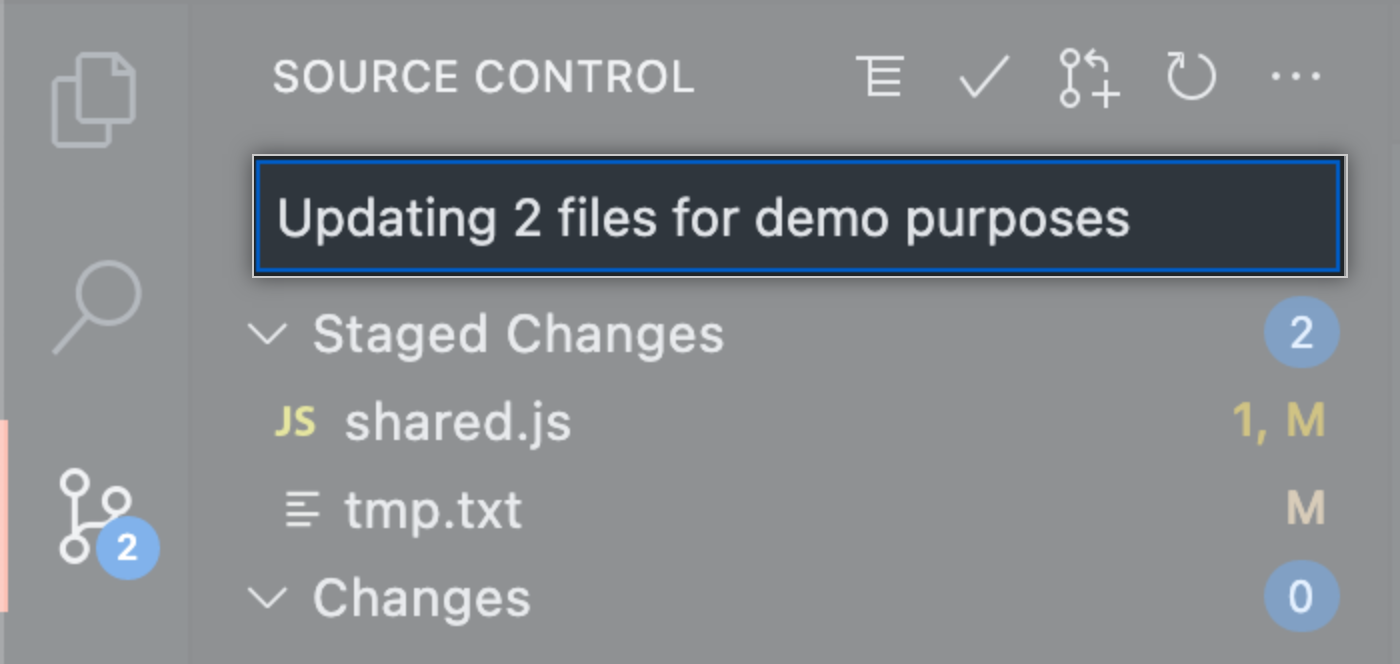 SOURCE CONTROL
Updating 2 files for demo purposes
Staged Changes 2
JS shared.js 1, M
tmp.txt M
2
Changes 0